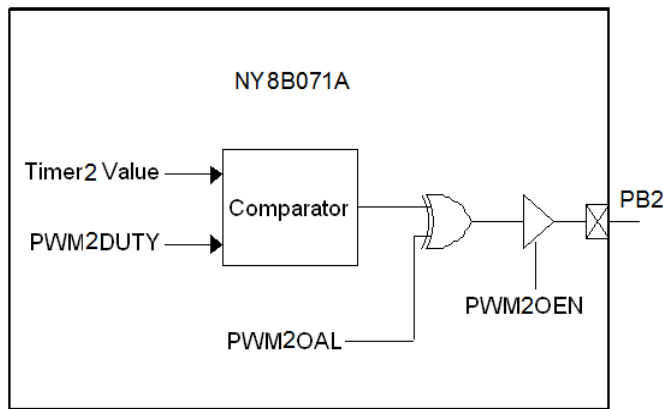 NY8B071A
Timer2 Value
Comparator
PB2
PWM2DUTY
PWM2OEN
PWM2OAL